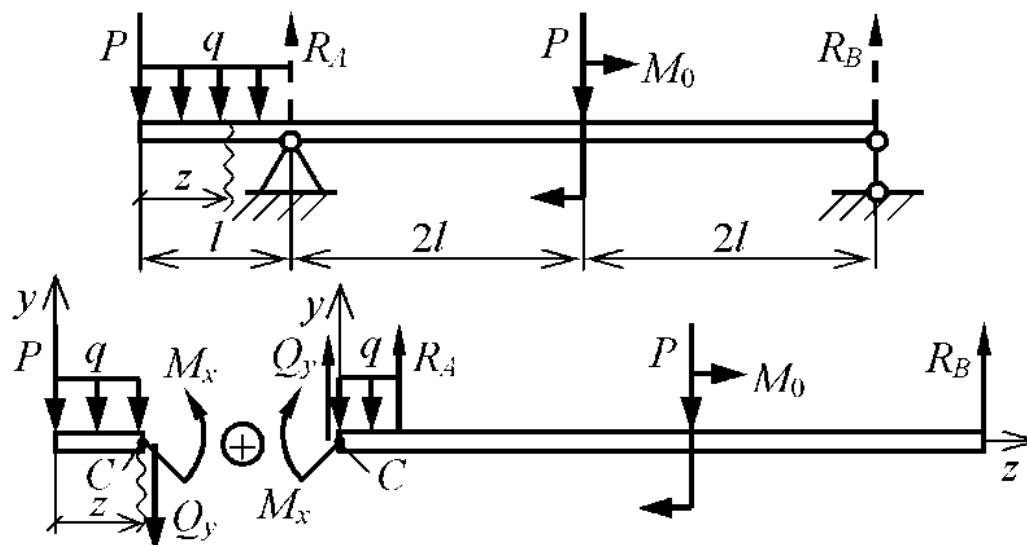 P q R_A P M_0 R_B
z
l 2l 2l
y y
P q M_x Q_y q R_A P M_0 R_B
C M_x C z
z Q_y